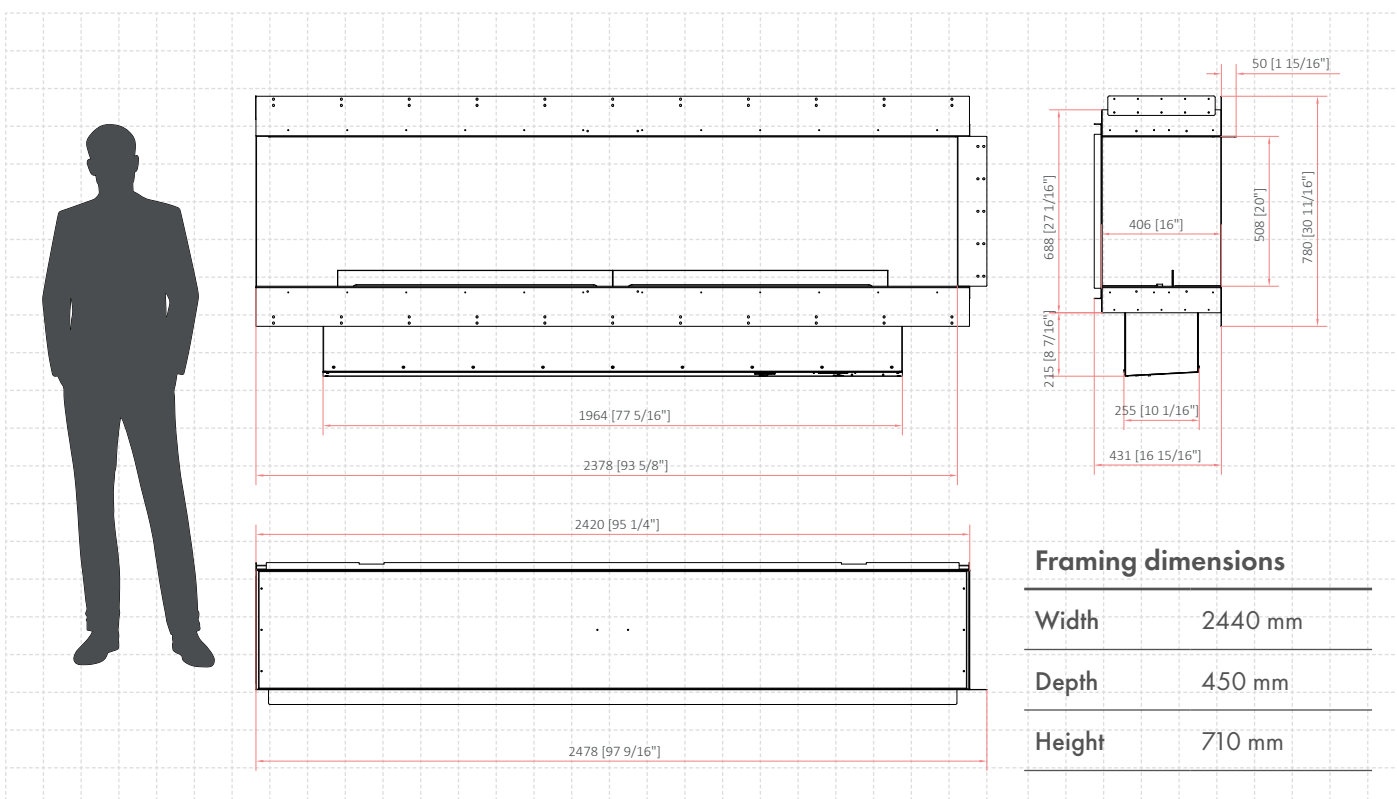 50 [1 15/16"]
688 [27 1/16"]
406 [16"]
508 [20"]
780 [30 11/16"]
215 [8 7/16"]
1964 [77 5/16"]
255 [10 1/16"]
2378 [93 5/8"]
431 [16 15/16"]
2420 [95 1/4"]
2478 [97 9/16"]
Framing dimensions
Width 2440 mm
Depth 450 mm
Height 710 mm